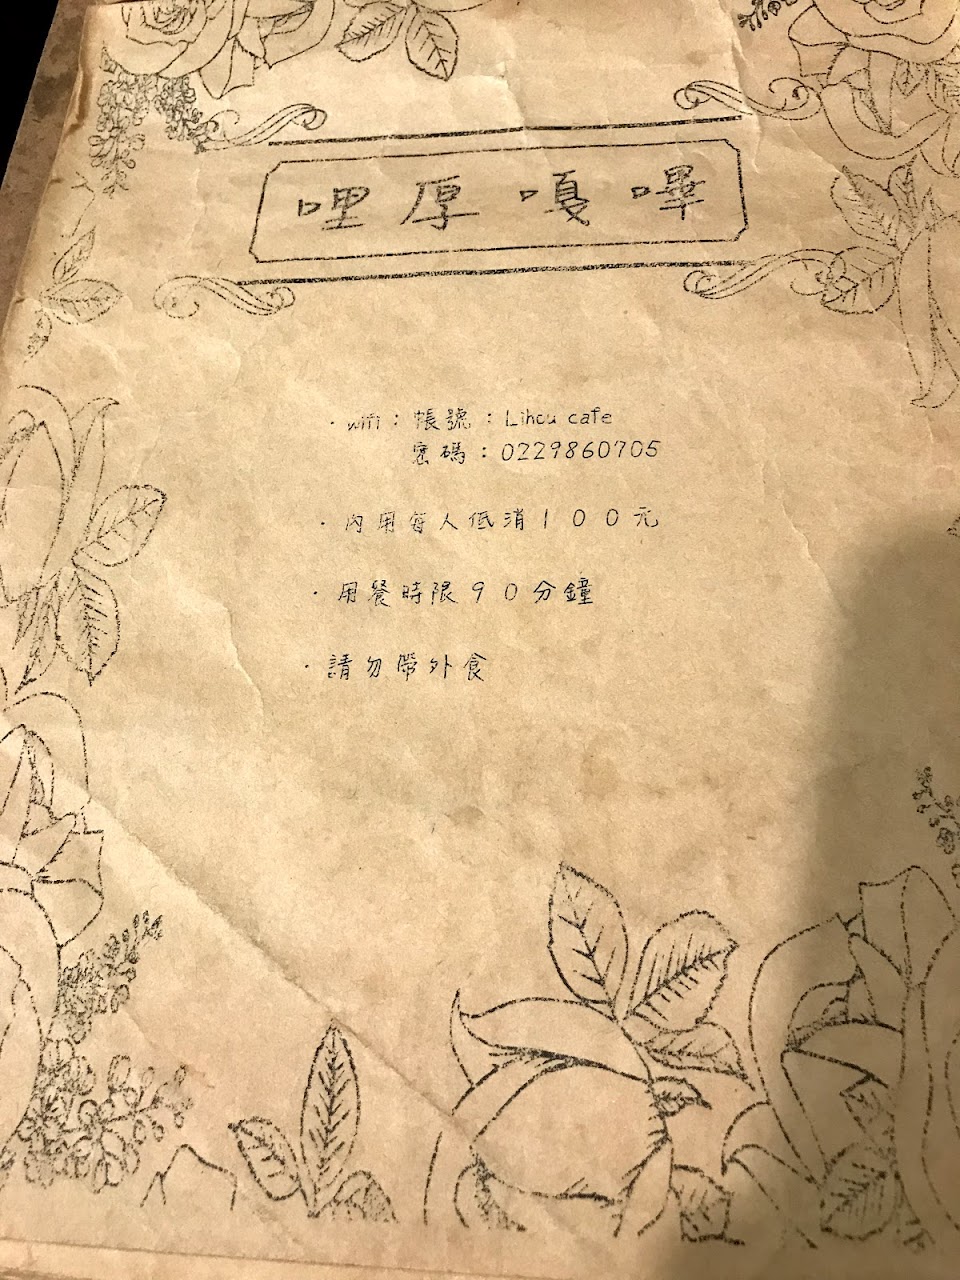 哩厚嘎嗶
·wifi：帳號：Lihou cafe
密碼：0229860705
·內用每人低消100元
·用餐時限90分鐘
·請勿帶外食